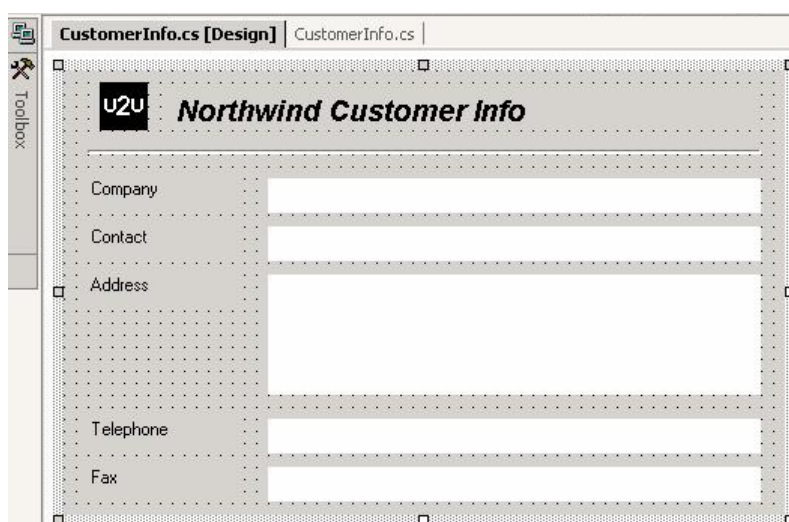 CustomerInfo.cs [Design] CustomerInfo.cs
Toolbox
U2U Northwind Customer Info
Company
Contact
Address
Telephone
Fax